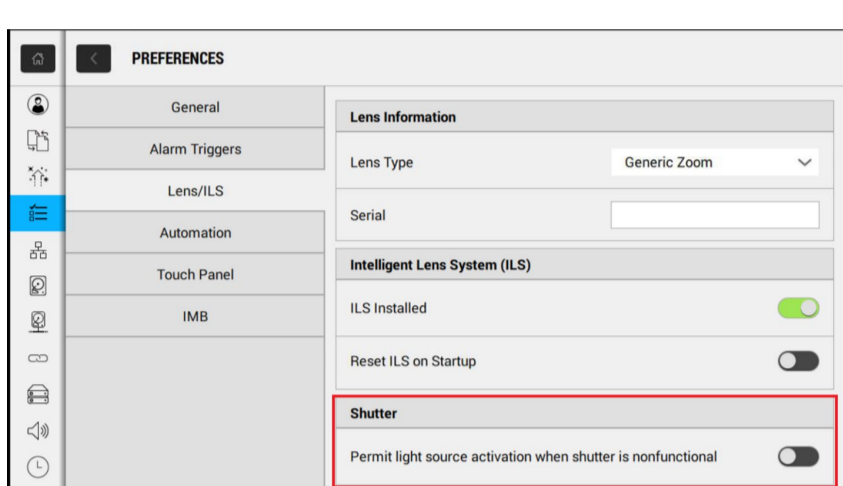 PREFERENCES
General
Alarm Triggers
Lens/ILS
Automation
Touch Panel
IMB
Lens Information
Lens Type
Generic Zoom
Serial
Intelligent Lens System (ILS)
ILS Installed
Reset ILS on Startup
Shutter
Permit light source activation when shutter is nonfunctional